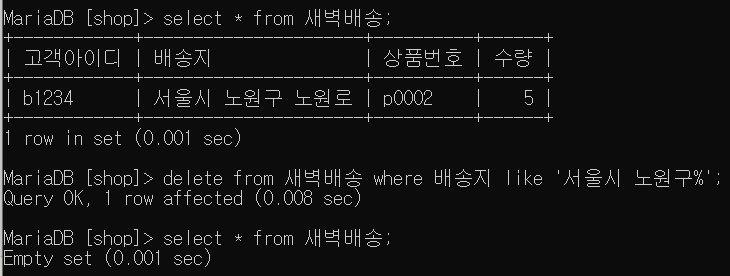 MariaDB [shop]> select * from 새벽배송;
+------------+----------------------+----------+------+
| 고객아이디 | 배송지               | 상품번호 | 수량 |
+------------+----------------------+----------+------+
| b1234      | 서울시 노원구 노원로 | p0002    |    5 |
+------------+----------------------+----------+------+
1 row in set (0.001 sec)
MariaDB [shop]> delete from 새벽배송 where 배송지 like '서울시 노원구%';
Query OK, 1 row affected (0.008 sec)
MariaDB [shop]> select * from 새벽배송;
Empty set (0.001 sec)